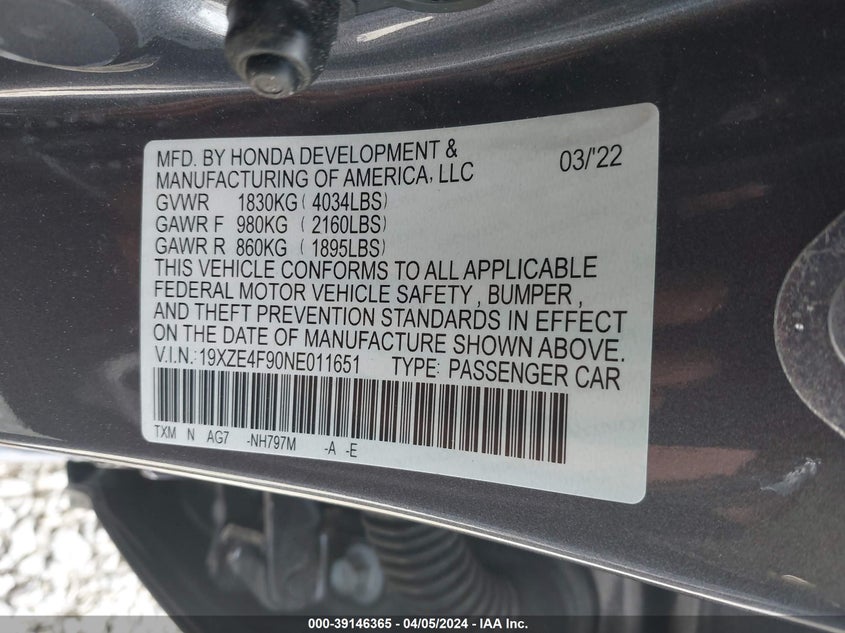 MFD. BY HONDA DEVELOPMENT & 03/'22
MANUFACTURING OF AMERICA, LLC
GVWR 1830KG ( 4034LBS)
GAWR F 980KG ( 2160LBS)
GAWR R 860KG ( 1895LBS)
THIS VEHICLE CONFORMS TO ALL APPLICABLE
FEDERAL MOTOR VEHICLE SAFETY , BUMPER ,
AND THEFT PREVENTION STANDARDS IN EFFECT
ON THE DATE OF MANUFACTURE SHOWN ABOVE.
V.I.N.:19XZE4F90NE011651 TYPE: PASSENGER CAR
TXM N AG7 -NH797M -A -E
000-39146365 - 04/05/2024 - IAA Inc.